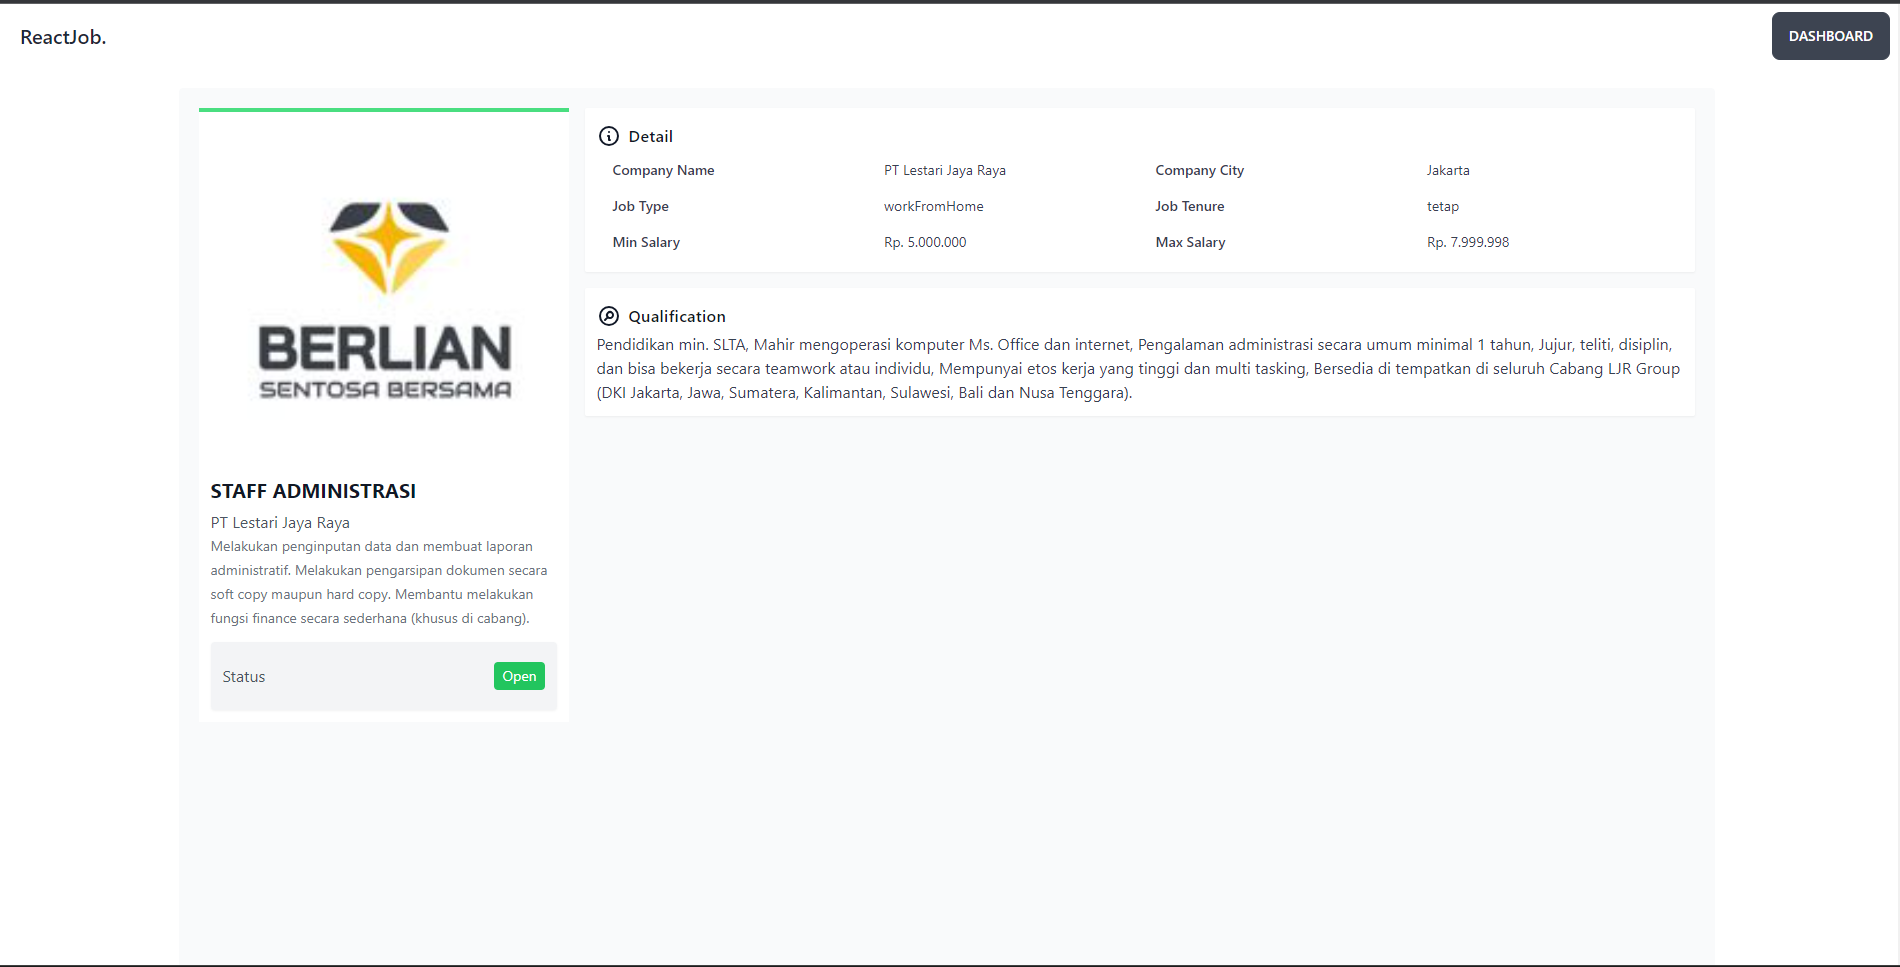 ReactJob.
DASHBOARD
BERLIAN
SENTOSA BERSAMA
STAFF ADMINISTRASI
PT Lestari Jaya Raya
Melakukan penginputan data dan membuat laporan
administratif. Melakukan pengarsipan dokumen secara
soft copy maupun hard copy. Membantu melakukan
fungsi finance secara sederhana (khusus di cabang).
Status Open
Detail
Company Name PT Lestari Jaya Raya Company City Jakarta
Job Type workFromHome Job Tenure tetap
Min Salary Rp. 5.000.000 Max Salary Rp. 7.999.998
Qualification
Pendidikan min. SLTA, Mahir mengoperasi komputer Ms. Office dan internet, Pengalaman administrasi secara umum minimal 1 tahun, Jujur, teliti, disiplin,
dan bisa bekerja secara teamwork atau individu, Mempunyai etos kerja yang tinggi dan multi tasking, Bersedia di tempatkan di seluruh Cabang LJR Group
(DKI Jakarta, Jawa, Sumatera, Kalimantan, Sulawesi, Bali dan Nusa Tenggara).